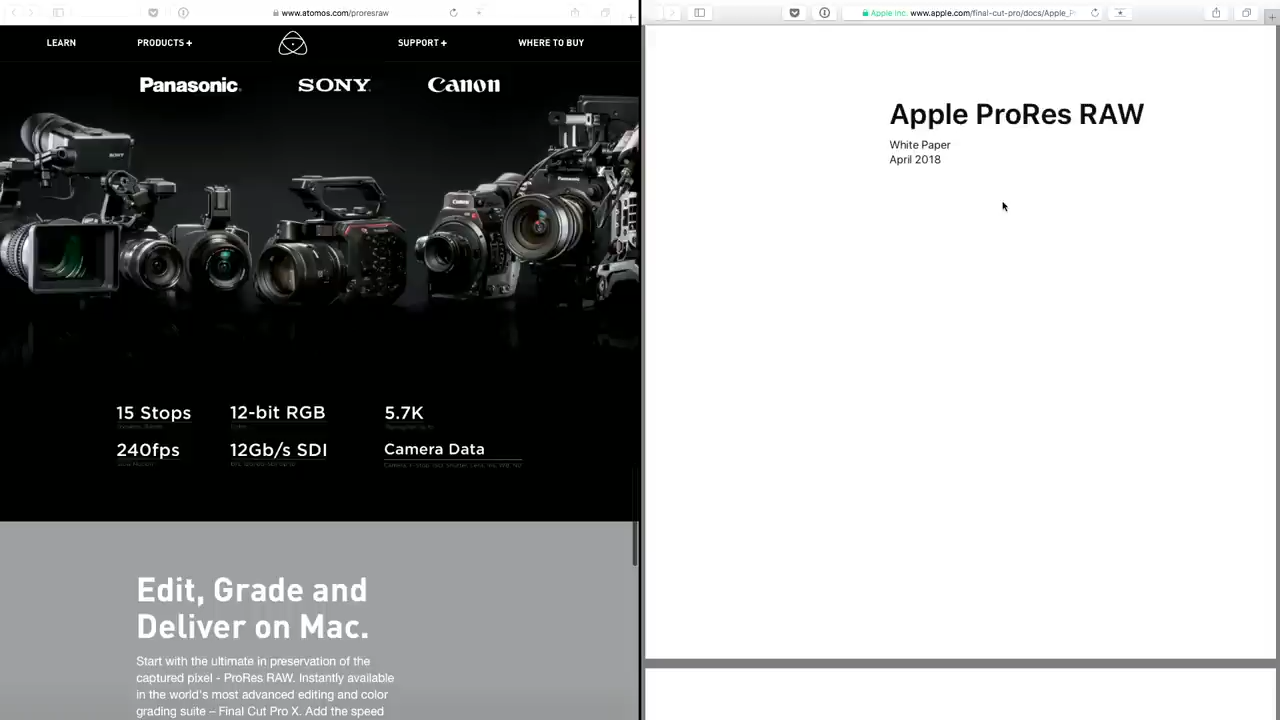 www.atomos.com/proresraw
LEARN
PRODUCTS +
SUPPORT +
WHERE TO BUY
Panasonic
SONY
Canon
SONY
Canon
Panasonic
15 Stops
12-bit RGB
5.7K
240fps
12Gb/s SDI
Camera Data
Edit, Grade and
Deliver on Mac.
Start with the ultimate in preservation of the
captured pixel - ProRes RAW. Instantly available
in the world's most advanced editing and color
grading suite – Final Cut Pro X. Add the speed
Apple Inc. www.apple.com/final-cut-pro/docs/Apple_P
Apple ProRes RAW
White Paper
April 2018